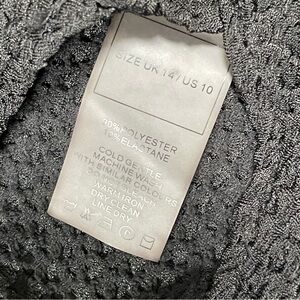 SIZE UK 14 / US 10
90% POLYESTER
10% ELASTANE
COLD GENTLE
MACHINE WASH
WITH SIMILAR COLOURS
WARM IRON
DRY CLEAN
LINE DRY